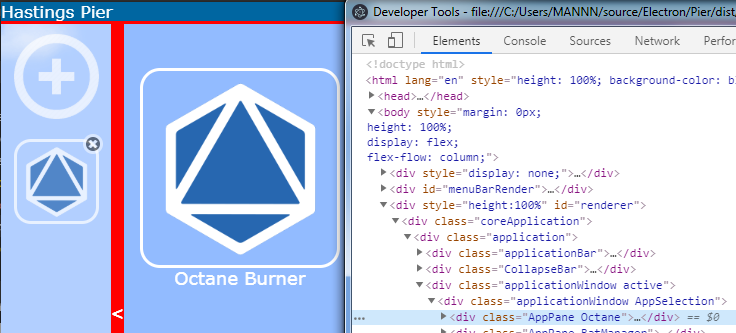 Hastings Pier
Octane Burner
<
Developer Tools - file:///C:/Users/MANNN/source/Electron/Pier/dist
Elements Console Sources Network Perfor
<!doctype html>
<html lang="en" style="height: 100%; background-color: bl
<head>…</head>
<body style="margin: 0px;
height: 100%;
display: flex;
flex-flow: column;">
<div style="display: none;">…</div>
<div id="menuBarRender">…</div>
<div style="height:100%" id="renderer">
<div class="coreApplication">
<div class="application">
<div class="applicationBar">…</div>
<div class="CollapseBar">…</div>
<div class="applicationWindow active">
<div class="applicationWindow AppSelection">
… <div class="AppPane Octane">…</div> == $0
<div class="AppPane BatManager">…</div>